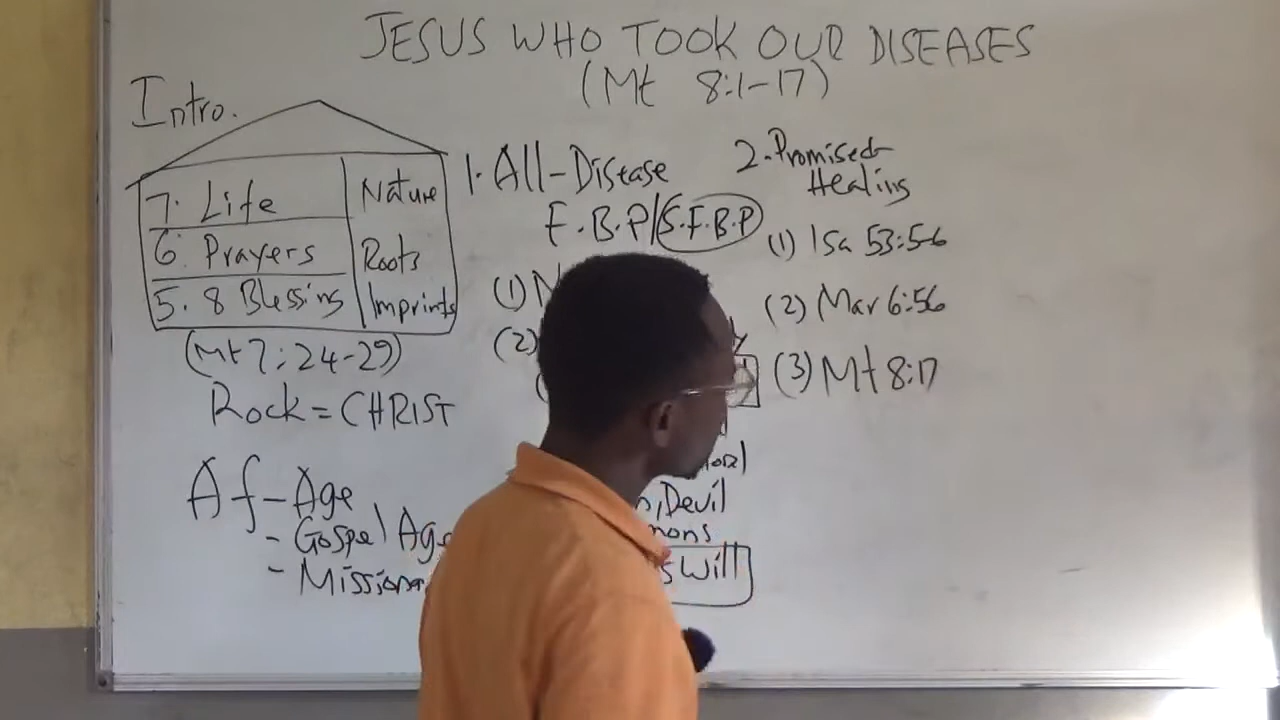 JESUS WHO TOOK OUR DISEASES
(Mt 8:1-17)
Intro.
7. Life Nature
6. Prayers Roots
5. 8 Blessings Imprints
(Mt 7:24-29)
Rock = CHRIST
Af-Age
- Gospel Age
-
1. All-Disease
F.B.P/S.F.B.P
(1)
(2)
Devil
Will
2. Promised
Healing
(1) Isa 53:5-6
(2) Mar 6:56
(3) Mt 8:17